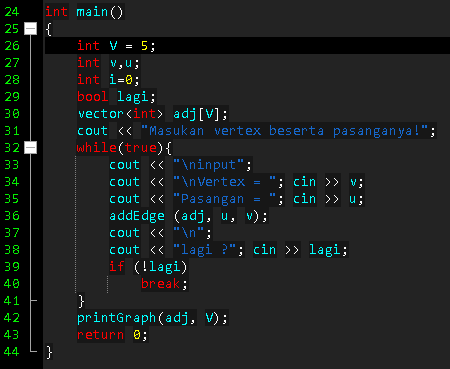 24 int main()
25 {
26     int V = 5;
27     int v,u;
28     int i=0;
29     bool lagi;
30     vector<int> adj[V];
31     cout << "Masukan vertex beserta pasanganya!";
32     while(true){
33         cout << "\ninput";
34         cout << "\nVertex = "; cin >> v;
35         cout << "Pasangan = "; cin >> u;
36         addEdge (adj, u, v);
37         cout << "\n";
38         cout << "lagi ?"; cin >> lagi;
39         if (!lagi)
40             break;
41     }
42     printGraph(adj, V);
43     return 0;
44 }